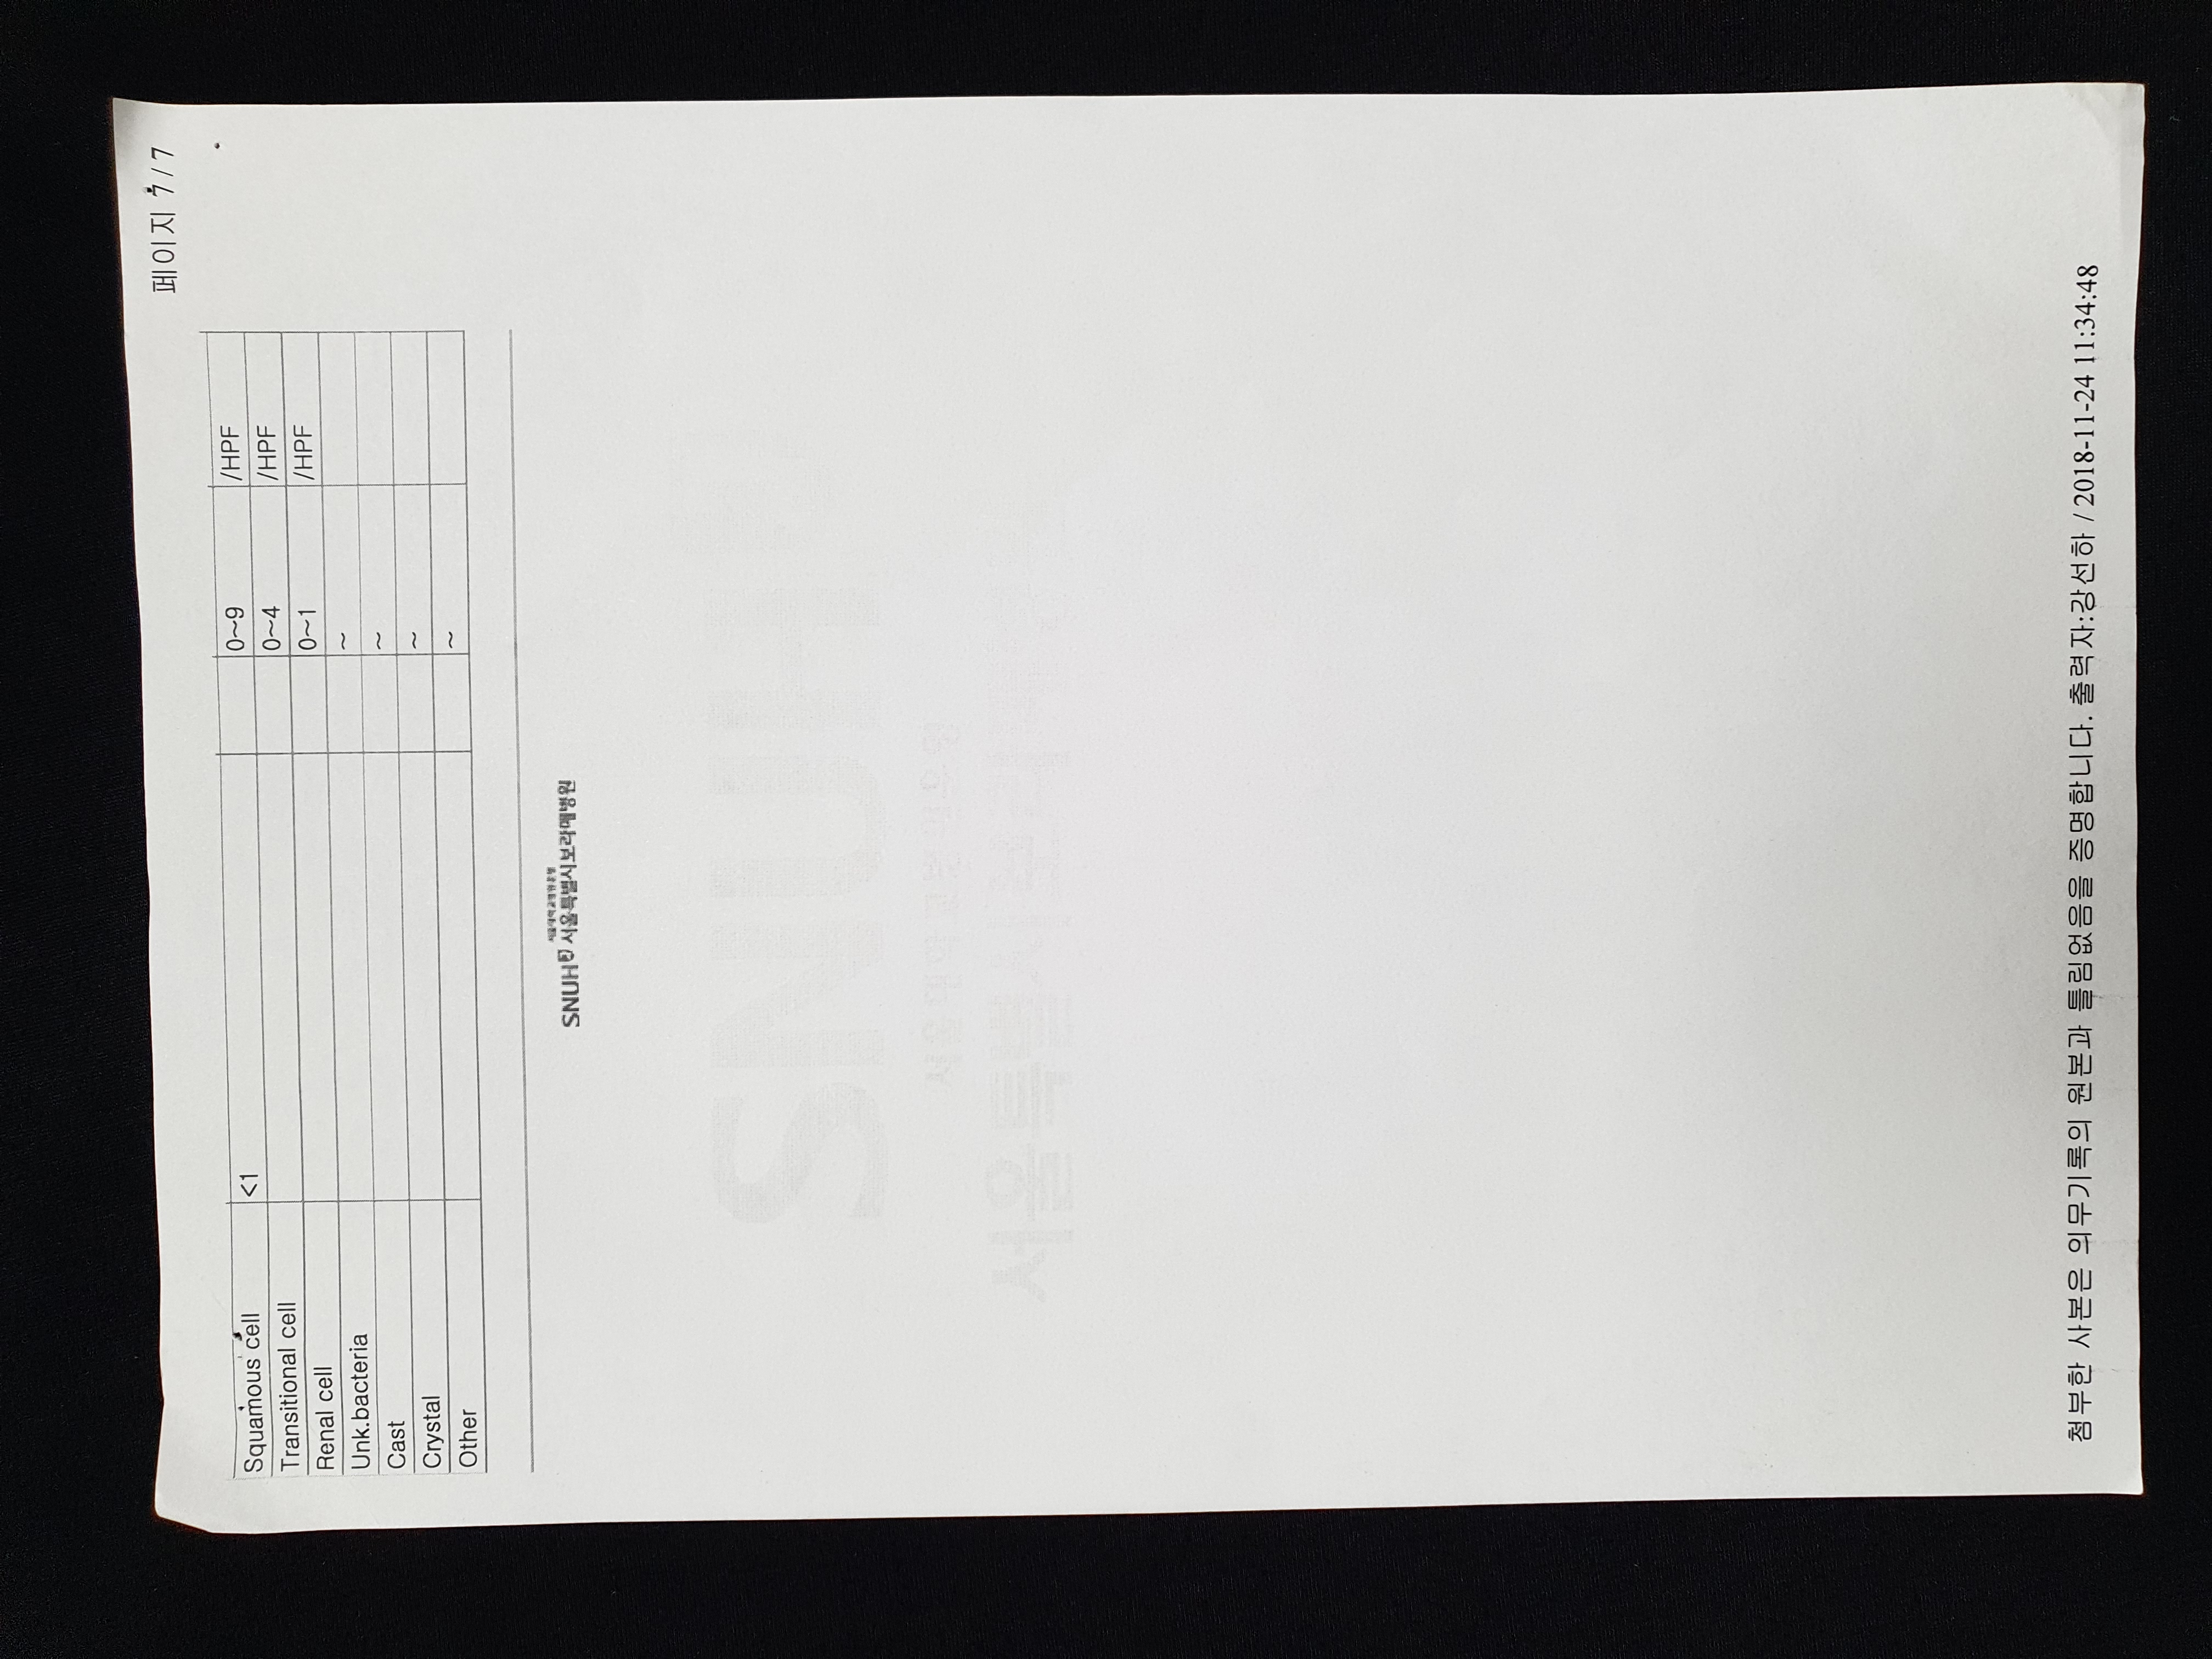 페이지 7 / 7
Squamous cell <1 0~9 /HPF
Transitional cell 0~4 /HPF
Renal cell 0~1 /HPF
Unk.bacteria ~
Cast ~
Crystal ~
Other ~
서울대학교병원운영
SNUH 서울특별시보라매병원
SNUH
서울대학교병원운영
서울특별시보라매
첨부한 사본은 의무기록의 원본과 틀림없음을 증명합니다. 출력자:강선하 / 2018-11-24 11:34:48